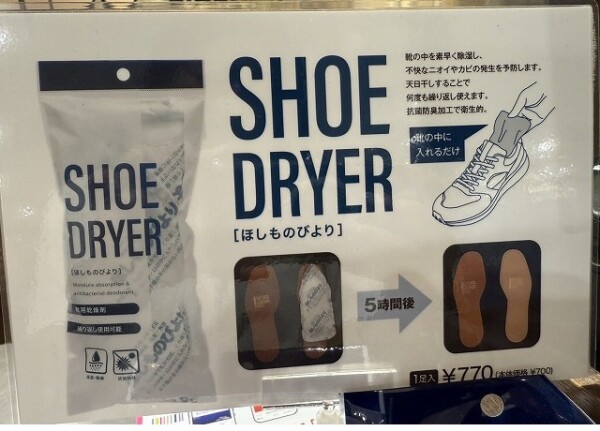 SHOE
DRYER
[ほしものびより]
Moisture absorption &
antibacterial deodorant
靴用乾燥剤
繰り返し使用可能
SHOE
DRYER
[ほしものびより]
靴の中を素早く除湿し、
不快なニオイやカビの発生を予防します。
天日干しすることで
何度も繰り返し使えます。
抗菌防臭加工で衛生的。
靴の中に
入れるだけ
5時間後
1足入 ¥770 (本体価格 ¥700)